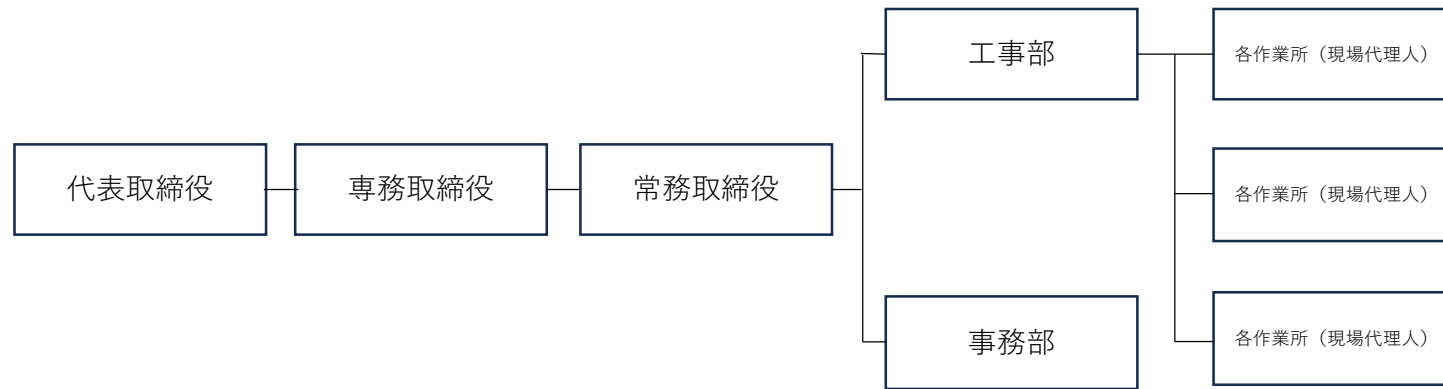 代表取締役
専務取締役
常務取締役
工事部
事務部
各作業所（現場代理人）
各作業所（現場代理人）
各作業所（現場代理人）